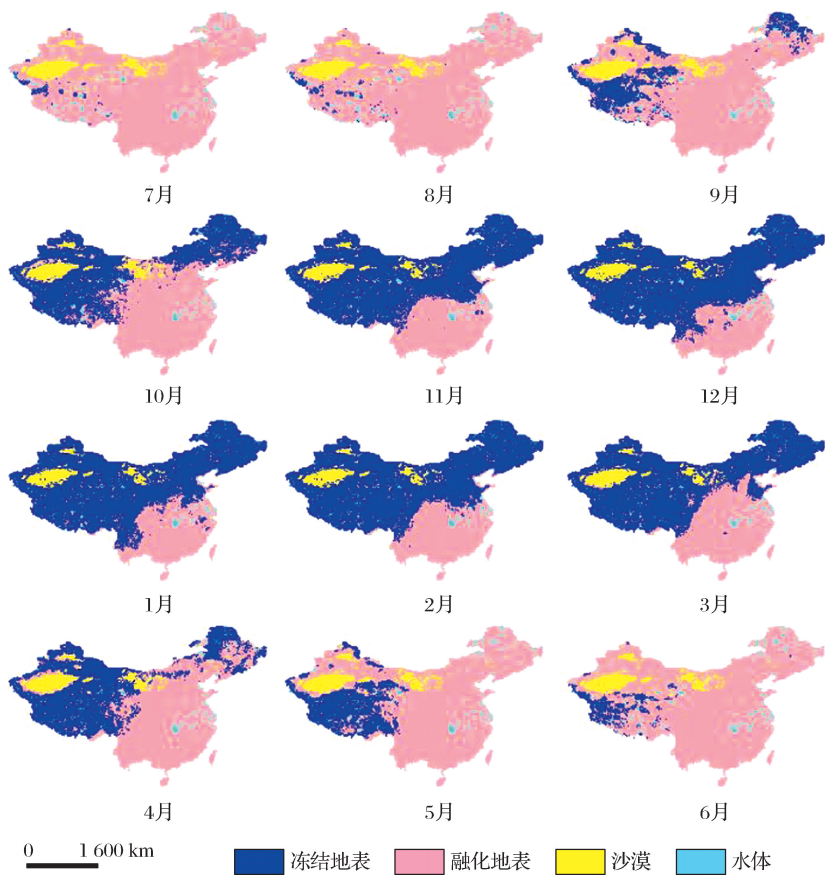 7月 8月 9月
10月 11月 12月
1月 2月 3月
4月 5月 6月
0 1 600 km 冻结地表 融化地表 沙漠 水体